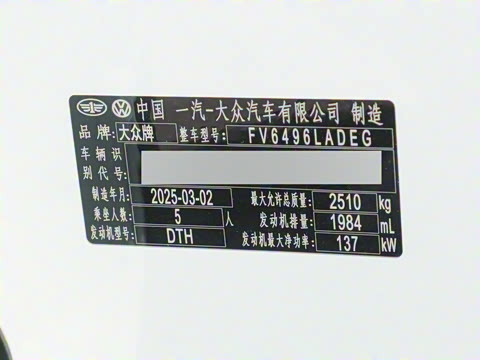 中国 一汽-大众汽车有限公司 制造
品牌: 大众牌 整车型号: FV6496LADEG
车辆识
别代号:
制造年月: 2025-03-02 最大允许总质量: 2510 kg
乘坐人数: 5 人 发动机排量: 1984 mL
发动机型号: DTH 发动机最大净功率: 137 kW